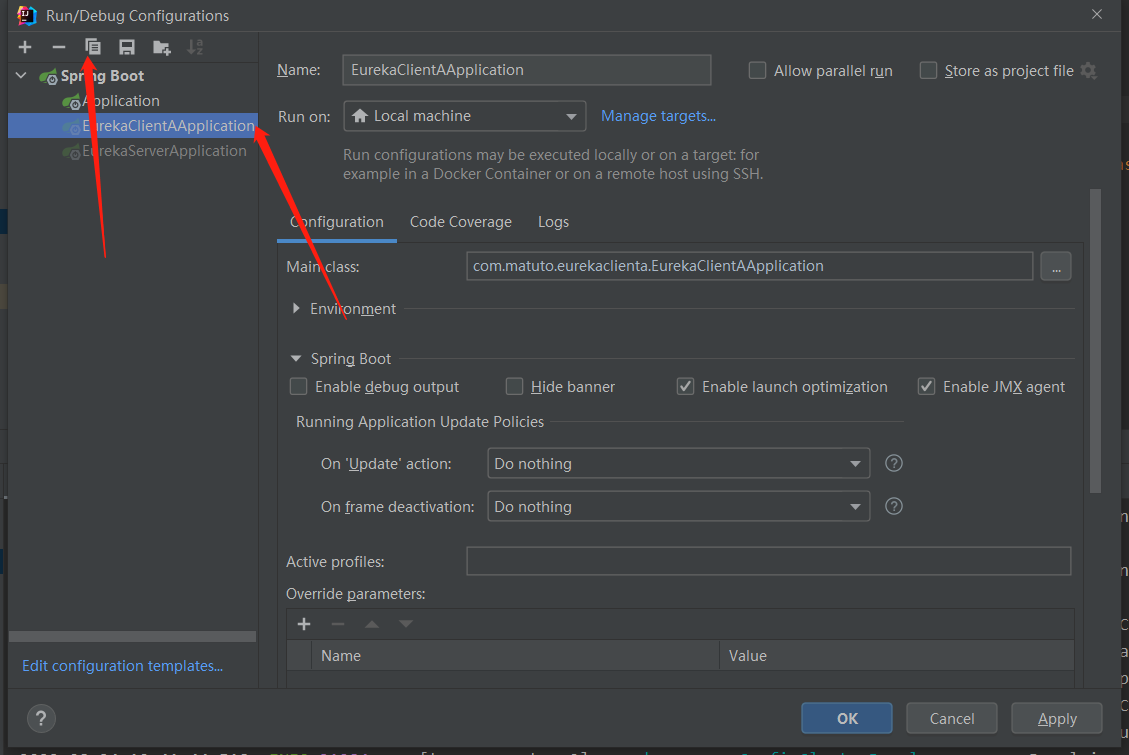 Run/Debug Configurations
Name: EurekaClientAApplication Allow parallel run Store as project file
Spring Boot
Application
EurekaClientAApplication
EurekaServerApplication
Run on: Local machine Manage targets...
Run configurations may be executed locally or on a target: for
example in a Docker Container or on a remote host using SSH.
Configuration Code Coverage Logs
Main class: com.matuto.eurekaclienta.EurekaClientAApplication ...
Environment
Spring Boot
Enable debug output Hide banner Enable launch optimization Enable JMX agent
Running Application Update Policies
On 'Update' action: Do nothing ?
On frame deactivation: Do nothing ?
Active profiles:
Override parameters:
Name Value
Edit configuration templates...
? OK Cancel Apply